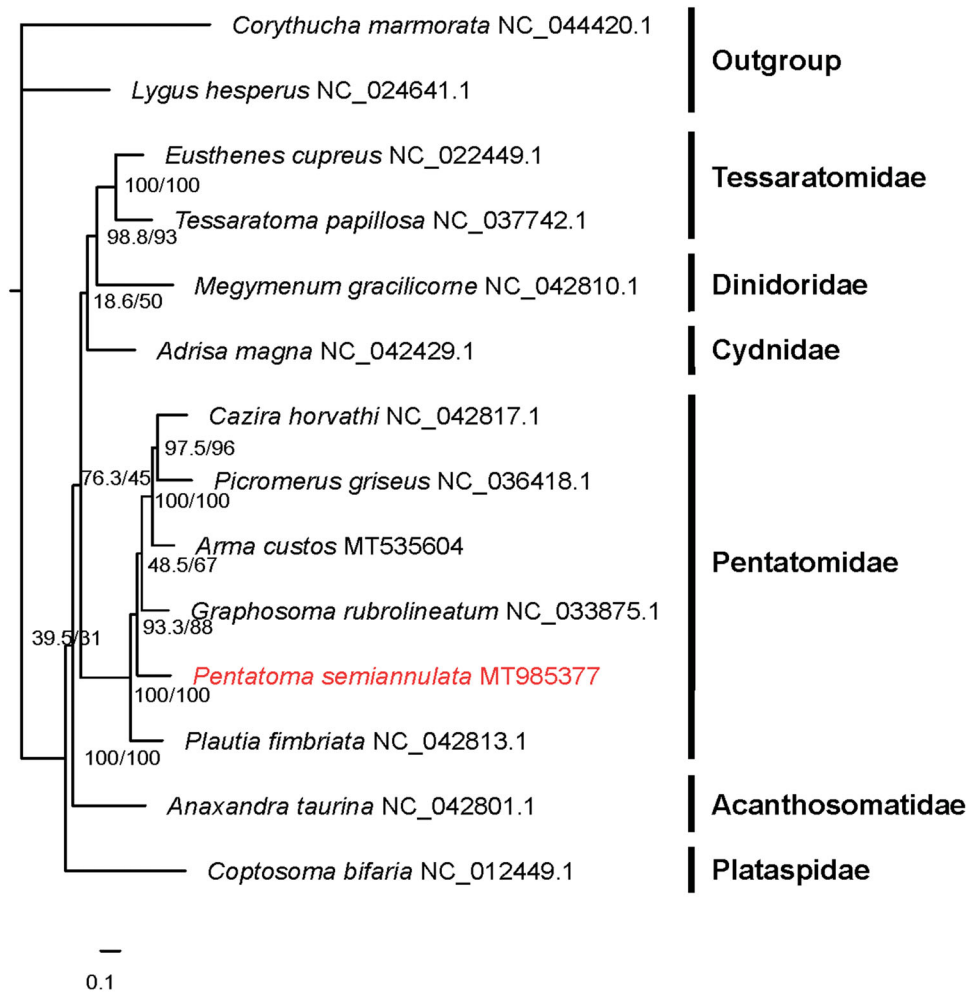 Corythucha marmorata NC_044420.1
Outgroup
Lygus hesperus NC_024641.1
Eusthenes cupreus NC_022449.1
100/100
Tessaratomidae
Tessaratoma papillosa NC_037742.1
98.8/93
Megymenum gracilicorne NC_042810.1
Dinidoridae
18.6/50
Adrisa magna NC_042429.1
Cydnidae
Cazira horvathi NC_042817.1
97.5/96
76.3/45
Picromerus griseus NC_036418.1
100/100
Arma custos MT535604
48.5/67
Pentatomidae
Graphosoma rubrolineatum NC_033875.1
93.3/88
39.5/31
Pentatoma semiannulata MT985377
100/100
Plautia fimbriata NC_042813.1
100/100
Anaxandra taurina NC_042801.1
Acanthosomatidae
Coptosoma bifaria NC_012449.1
Plataspidae
0.1